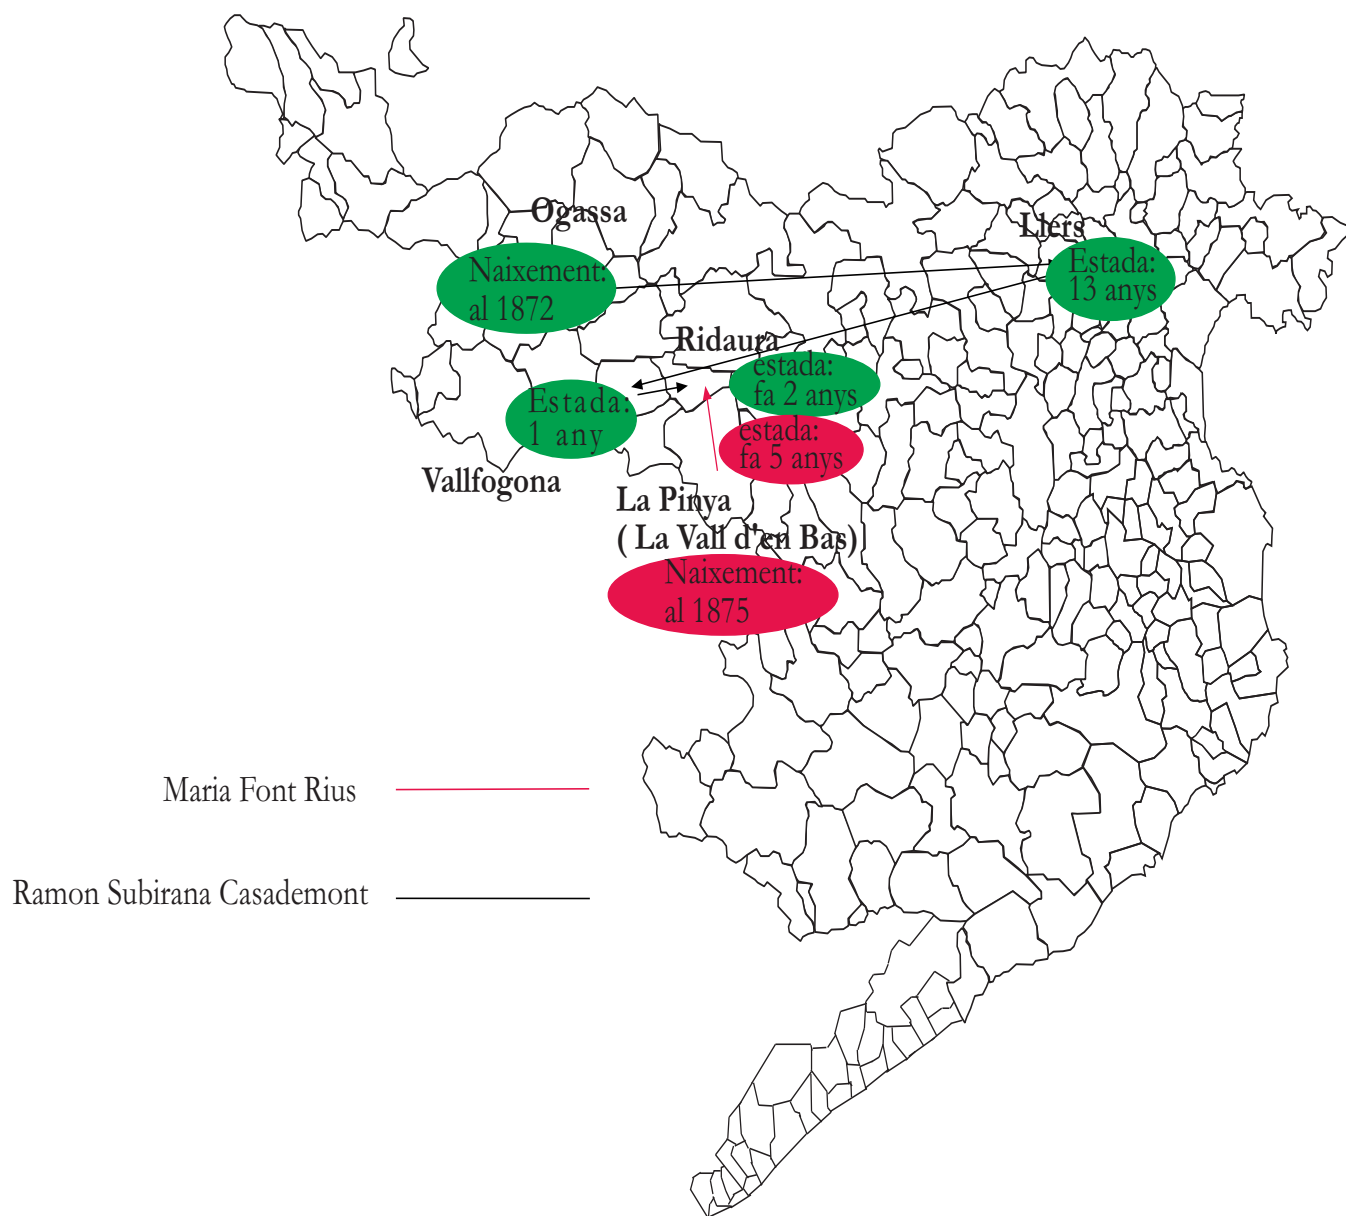 Ogassa
Naixement:
al 1872
Llers
Estada:
13 anys
Ridaura
estada:
fa 2 anys
Estada:
1 any
estada:
fa 5 anys
Vallfogona
La Pinya
( La Vall d'en Bas)
Naixement:
al 1875
Maria Font Rius
Ramon Subirana Casademont